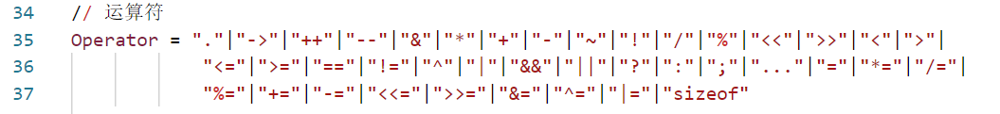 34 // 运算符
35 Operator = "."|"->"|"++"|"--"|"&"|"*"|"+"|"-"|"~"|"!"|"/"|"%"|"<<"|">>"|"<"|">"|
36 "<="|">="|"=="|"!="|"^"|"|"|"&&"|"||"|"?"|":"|";"|"..."|"="|"*="|"/="|
37 "%="|"+="|"-="|"<<="|">>="|"&="|"^="|"|="|"sizeof"